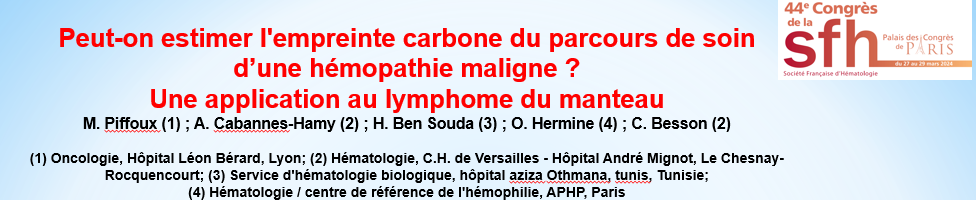 44e Congrès
de la
sfh
Palais des Congrès
de PARIS
du 27 au 29 mars 2024
Société Française d'Hématologie
Peut-on estimer l'empreinte carbone du parcours de soin
d’une hémopathie maligne ?
Une application au lymphome du manteau
M. Piffoux (1) ; A. Cabannes-Hamy (2) ; H. Ben Souda (3) ; O. Hermine (4) ; C. Besson (2)
(1) Oncologie, Hôpital Léon Bérard, Lyon; (2) Hématologie, C.H. de Versailles - Hôpital André Mignot, Le Chesnay-
Rocquencourt; (3) Service d'hématologie biologique, hôpital aziza Othmana, tunis, Tunisie;
(4) Hématologie / centre de référence de l'hémophilie, APHP, Paris